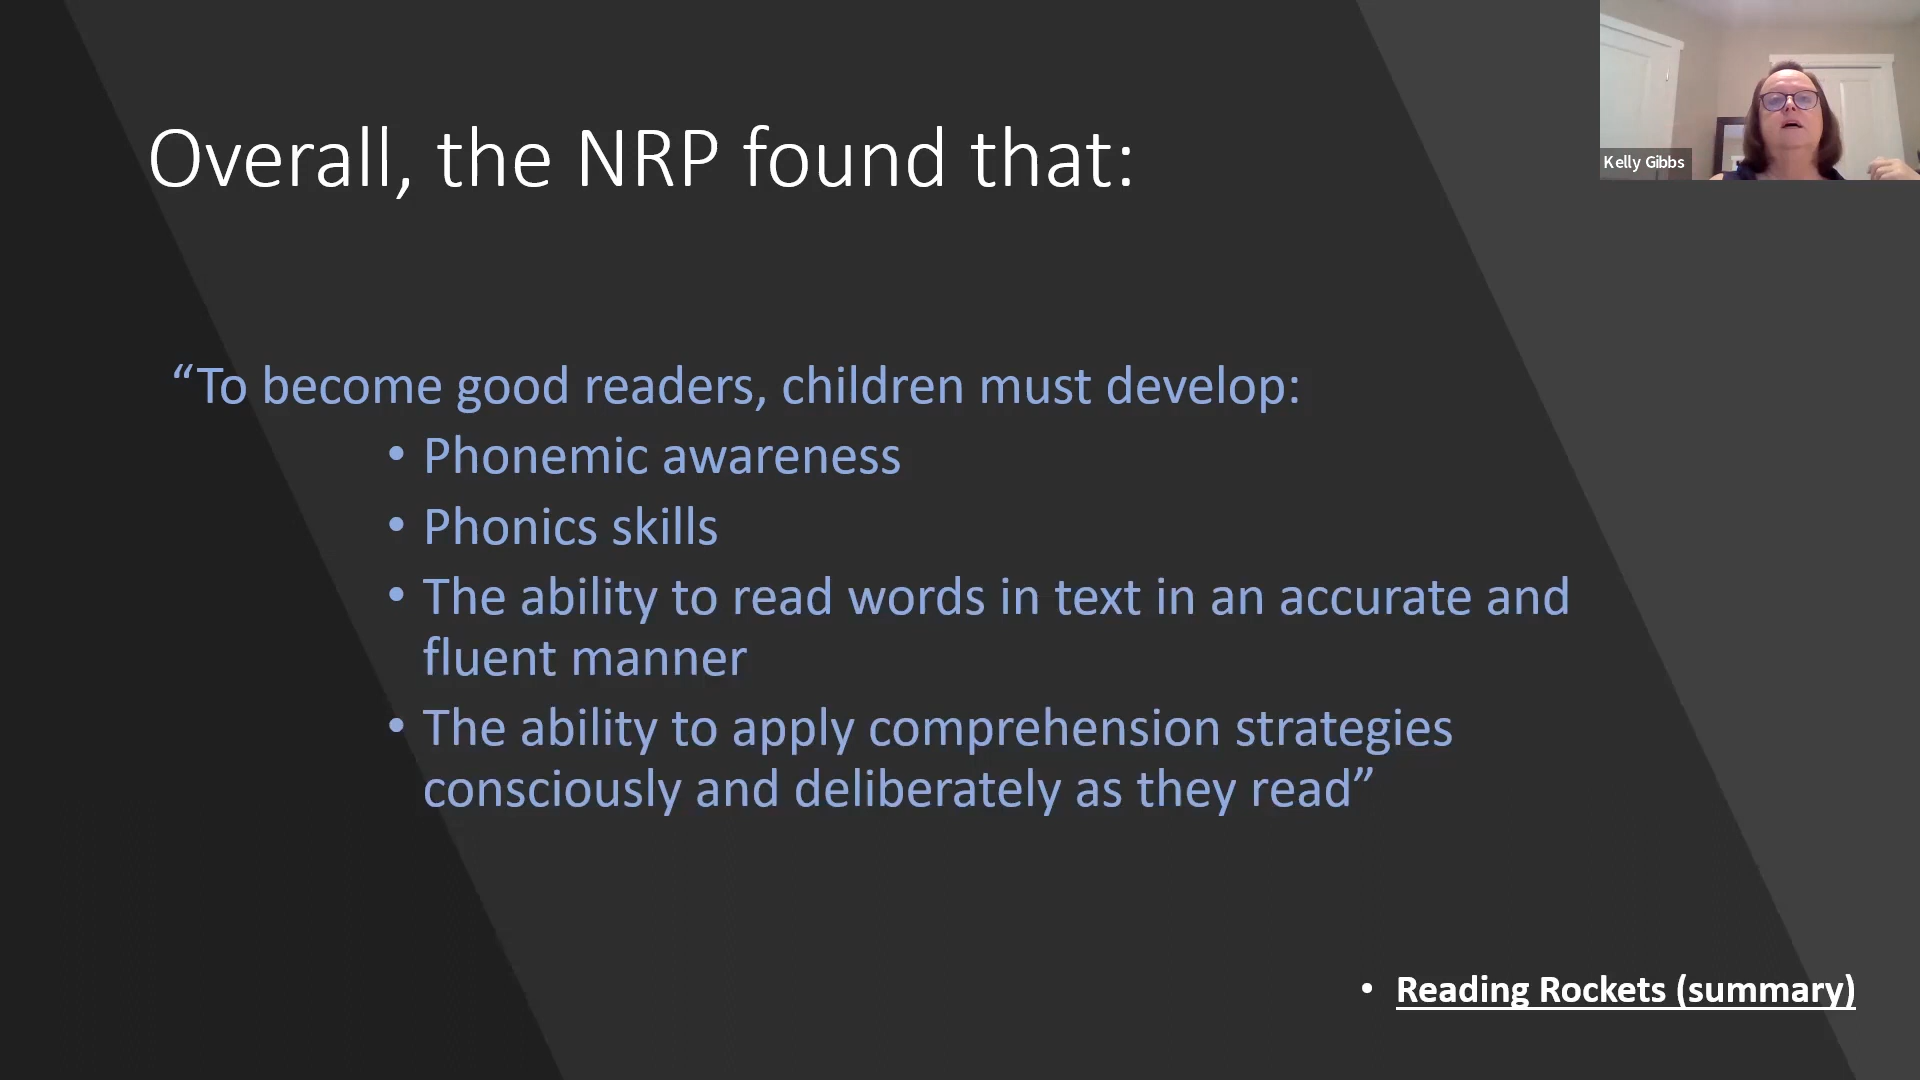 Overall, the NRP found that:
Kelly Gibbs
“To become good readers, children must develop:
• Phonemic awareness
• Phonics skills
• The ability to read words in text in an accurate and
fluent manner
• The ability to apply comprehension strategies
consciously and deliberately as they read”
• Reading Rockets (summary)